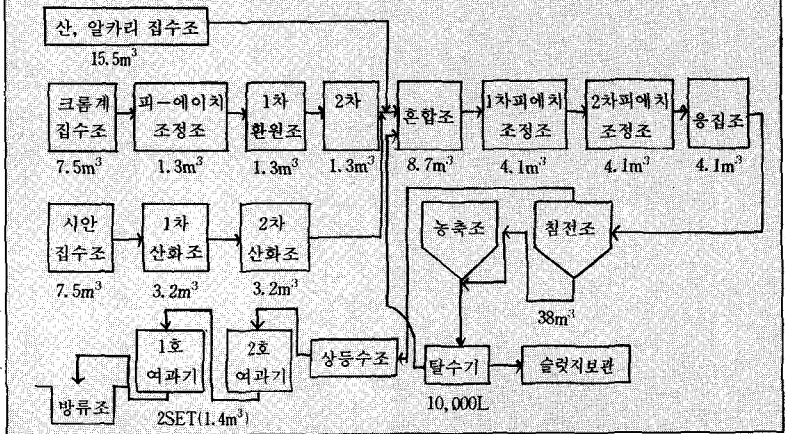 산, 알카리 집수조
15.5m³
크롬계
집수조
7.5m³
피-에이치
조정조
1.3m³
1차
환원조
1.3m³
2차
1.3m³
혼합조
8.7m³
1차피에치
조정조
4.1m³
2차피애치
조정조
4.1m³
응집조
4.1m³
시안
집수조
7.5m³
1차
산화조
3.2m³
2차
산화조
3.2m³
농축조
침전조
38m³
방류조
1호
여과기
2호
여과기
2SET(1.4m³)
상등수조
탈수기
10,000L
슬럿지보관